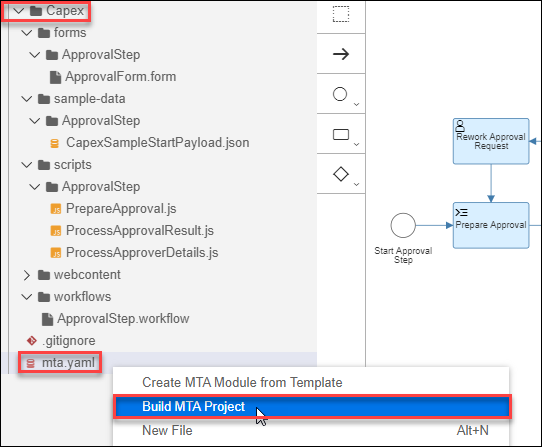 Capex
forms
ApprovalStep
ApprovalForm.form
sample-data
ApprovalStep
CapexSampleStartPayload.json
scripts
ApprovalStep
PrepareApproval.js
ProcessApprovalResult.js
ProcessApproverDetails.js
webcontent
workflows
ApprovalStep.workflow
.gitignore
mta.yaml
Create MTA Module from Template
Build MTA Project
New File Alt+N
Rework Approval
Request
Prepare Approval
Start Approval
Step